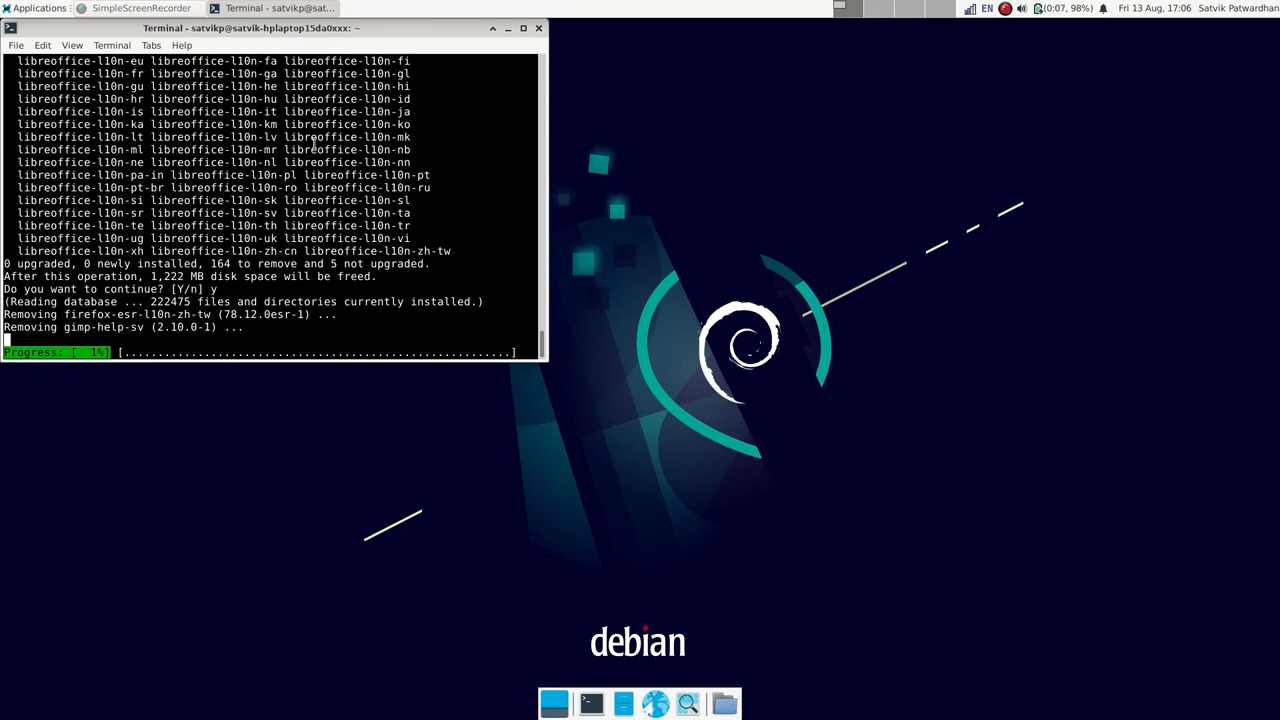 Applications
SimpleScreenRecorder
Terminal - satvikp@sat...
EN
(0:07, 98%)
Fri 13 Aug, 17:06
Satvik Patwardhan
Terminal - satvikp@satvik-hplaptop15da0xxx: ~
File Edit View Terminal Tabs Help
libreoffice-l10n-eu libreoffice-l10n-fa libreoffice-l10n-fi
libreoffice-l10n-fr libreoffice-l10n-ga libreoffice-l10n-gl
libreoffice-l10n-gu libreoffice-l10n-he libreoffice-l10n-hi
libreoffice-l10n-hr libreoffice-l10n-hu libreoffice-l10n-id
libreoffice-l10n-is libreoffice-l10n-it libreoffice-l10n-ja
libreoffice-l10n-ka libreoffice-l10n-km libreoffice-l10n-ko
libreoffice-l10n-lt libreoffice-l10n-lv libreoffice-l10n-mk
libreoffice-l10n-ml libreoffice-l10n-mr libreoffice-l10n-nb
libreoffice-l10n-ne libreoffice-l10n-nl libreoffice-l10n-nn
libreoffice-l10n-pa-in libreoffice-l10n-pl libreoffice-l10n-pt
libreoffice-l10n-pt-br libreoffice-l10n-ro libreoffice-l10n-ru
libreoffice-l10n-si libreoffice-l10n-sk libreoffice-l10n-sl
libreoffice-l10n-sr libreoffice-l10n-sv libreoffice-l10n-ta
libreoffice-l10n-te libreoffice-l10n-th libreoffice-l10n-tr
libreoffice-l10n-ug libreoffice-l10n-uk libreoffice-l10n-vi
libreoffice-l10n-xh libreoffice-l10n-zh-cn libreoffice-l10n-zh-tw
0 upgraded, 0 newly installed, 164 to remove and 5 not upgraded.
After this operation, 1,222 MB disk space will be freed.
Do you want to continue? [Y/n] y
(Reading database ... 222475 files and directories currently installed.)
Removing firefox-esr-l10n-zh-tw (78.12.0esr-1) ...
Removing gimp-help-sv (2.10.0-1) ...
Progress: [  1%] [...........................................................]
debian